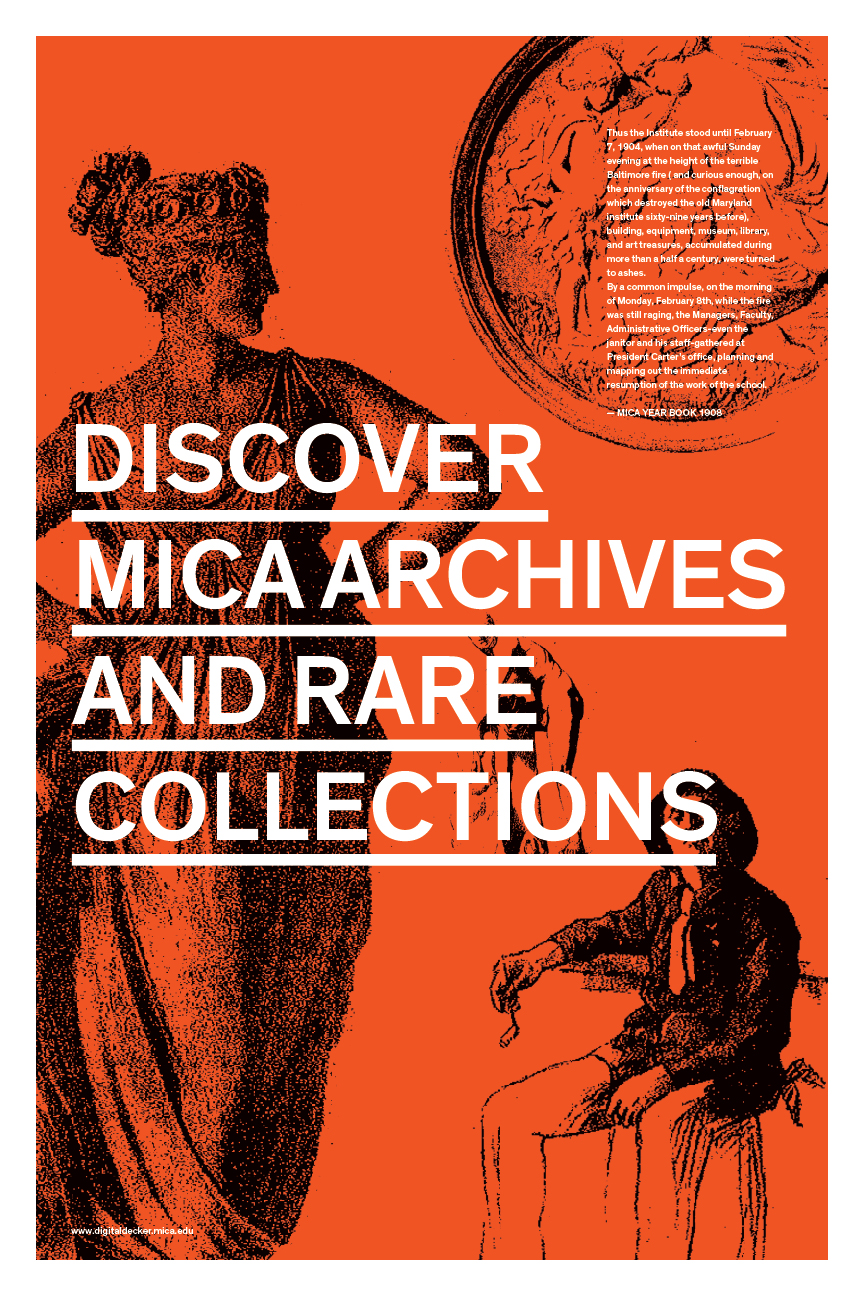 Thus the Institute stood until February
7, 1904, when on that awful Sunday
evening at the height of the terrible
Baltimore fire ( and curious enough, on
the anniversary of the conflagration
which destroyed the old Maryland
institute sixty-nine years before),
building, equipment, museum, library,
and art treasures, accumulated during
more than a half a century, were turned
to ashes.
By a common impulse, on the morning
of Monday, February 8th, while the fire
was still raging, the Managers, Faculty,
Administrative Officers-even the
janitor and his staff-gathered at
President Carter's office, planning and
mapping out the immediate
resumption of the work of the school.
— MICA YEAR BOOK 1908
DISCOVER
MICA ARCHIVES
AND RARE
COLLECTIONS
www.digitaldecker.mica.edu